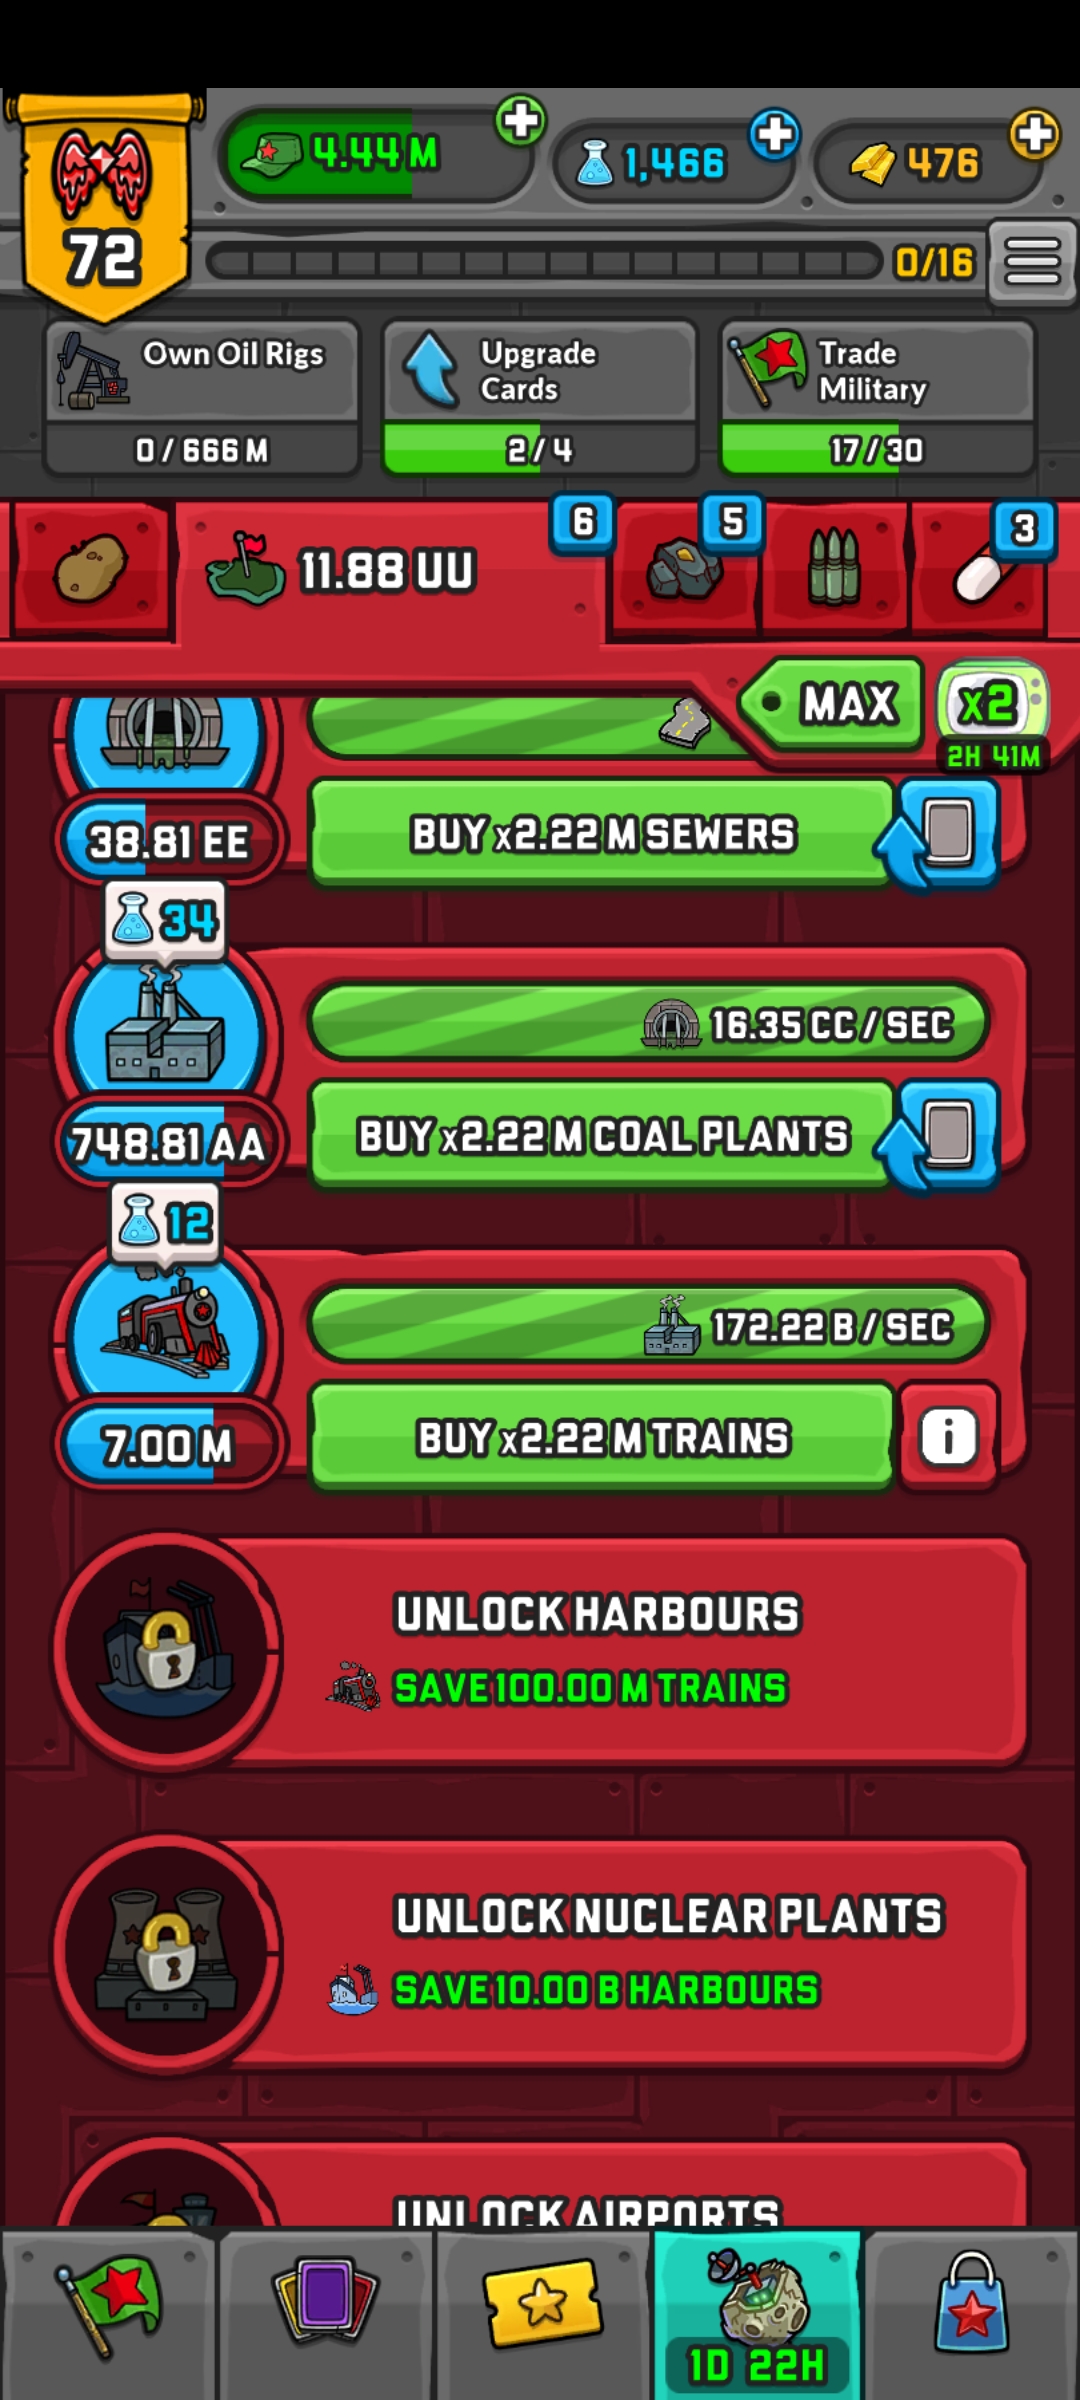 4.44 M
1,466
476
72
0/16
Own Oil Rigs
0 / 666 M
Upgrade
Cards
2 / 4
Trade
Military
17 / 30
11.88 UU
6
5
3
MAX
x2
2H 41M
38.81 EE
BUY x2.22 M SEWERS
34
16.35 CC / SEC
748.81 AA
BUY x2.22 M COAL PLANTS
12
172.22 B / SEC
7.00 M
BUY x2.22 M TRAINS
i
UNLOCK HARBOURS
SAVE 100.00 M TRAINS
UNLOCK NUCLEAR PLANTS
SAVE 10.00 B HARBOURS
UNLOCK AIRPORTS
1D 22H